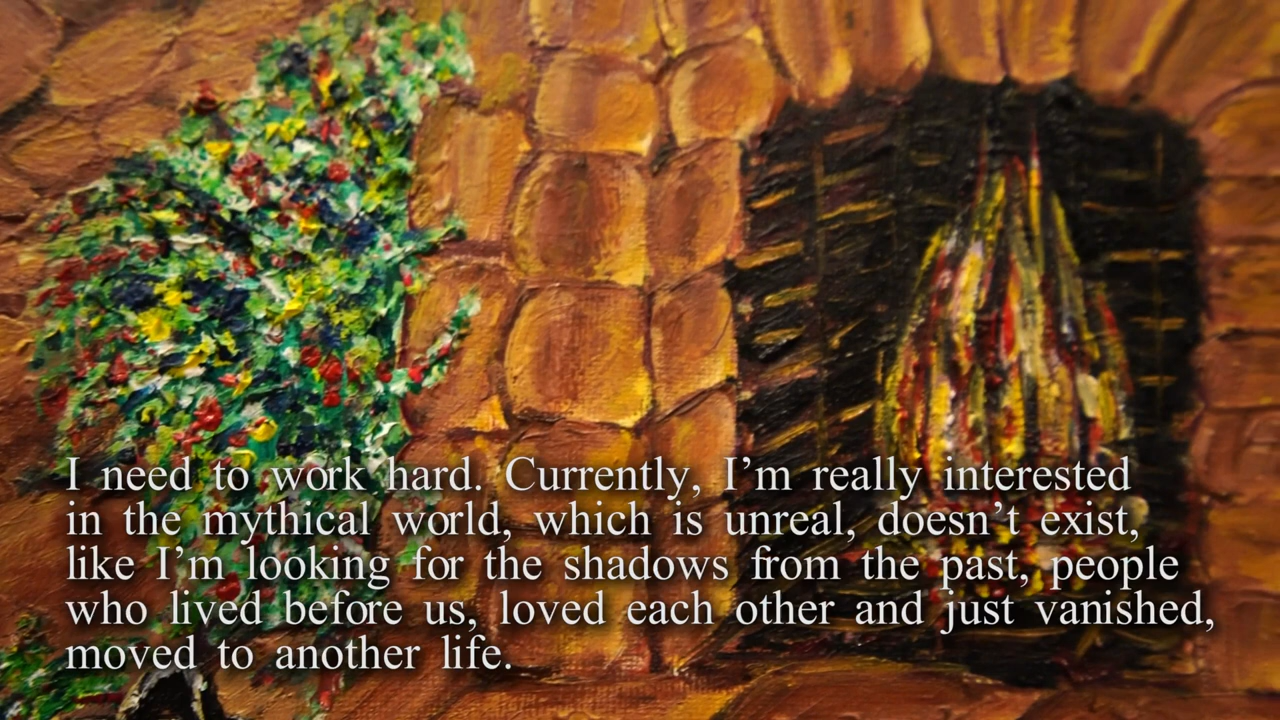 I need to work hard. Currently, I’m really interested
in the mythical world, which is unreal, doesn’t exist,
like I’m looking for the shadows from the past, people
who lived before us, loved each other and just vanished,
moved to another life.